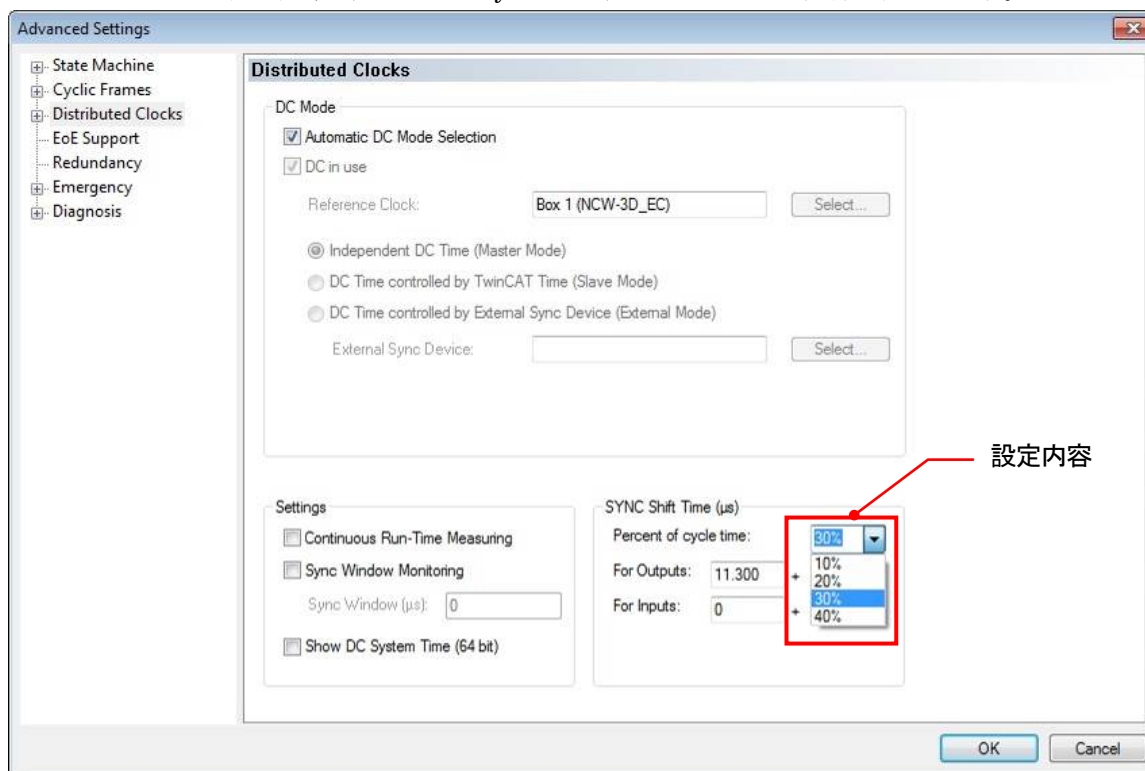 Advanced Settings
State Machine
Cyclic Frames
Distributed Clocks
EoE Support
Redundancy
Emergency
Diagnosis
Distributed Clocks
DC Mode
Automatic DC Mode Selection
DC in use
Reference Clock: Box 1 (NCW-3D_EC) Select...
Independent DC Time (Master Mode)
DC Time controlled by TwinCAT Time (Slave Mode)
DC Time controlled by External Sync Device (External Mode)
External Sync Device: Select...
設定内容
Settings
Continuous Run-Time Measuring
Sync Window Monitoring
Sync Window (µs): 0
Show DC System Time (64 bit)
SYNC Shift Time (µs)
Percent of cycle time: 30%
For Outputs: 11.300 +
For Inputs: 0 +
10%
20%
30%
40%
OK Cancel